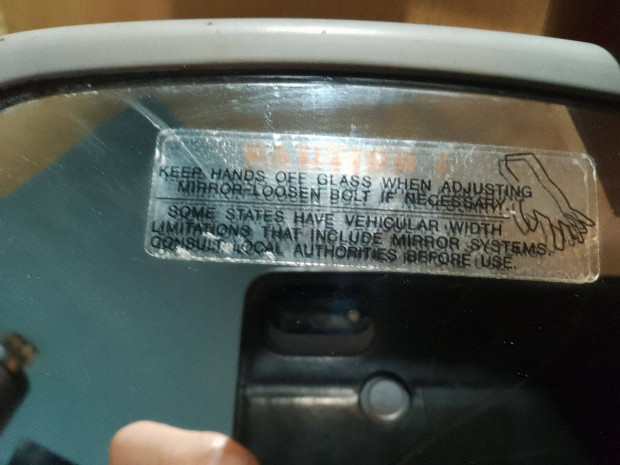 CAUTION !
KEEP HANDS OFF GLASS WHEN ADJUSTING
MIRROR-LOOSEN BOLT IF NECESSARY.
SOME STATES HAVE VEHICULAR WIDTH
LIMITATIONS THAT INCLUDE MIRROR SYSTEMS.
CONSULT LOCAL AUTHORITIES BEFORE USE.